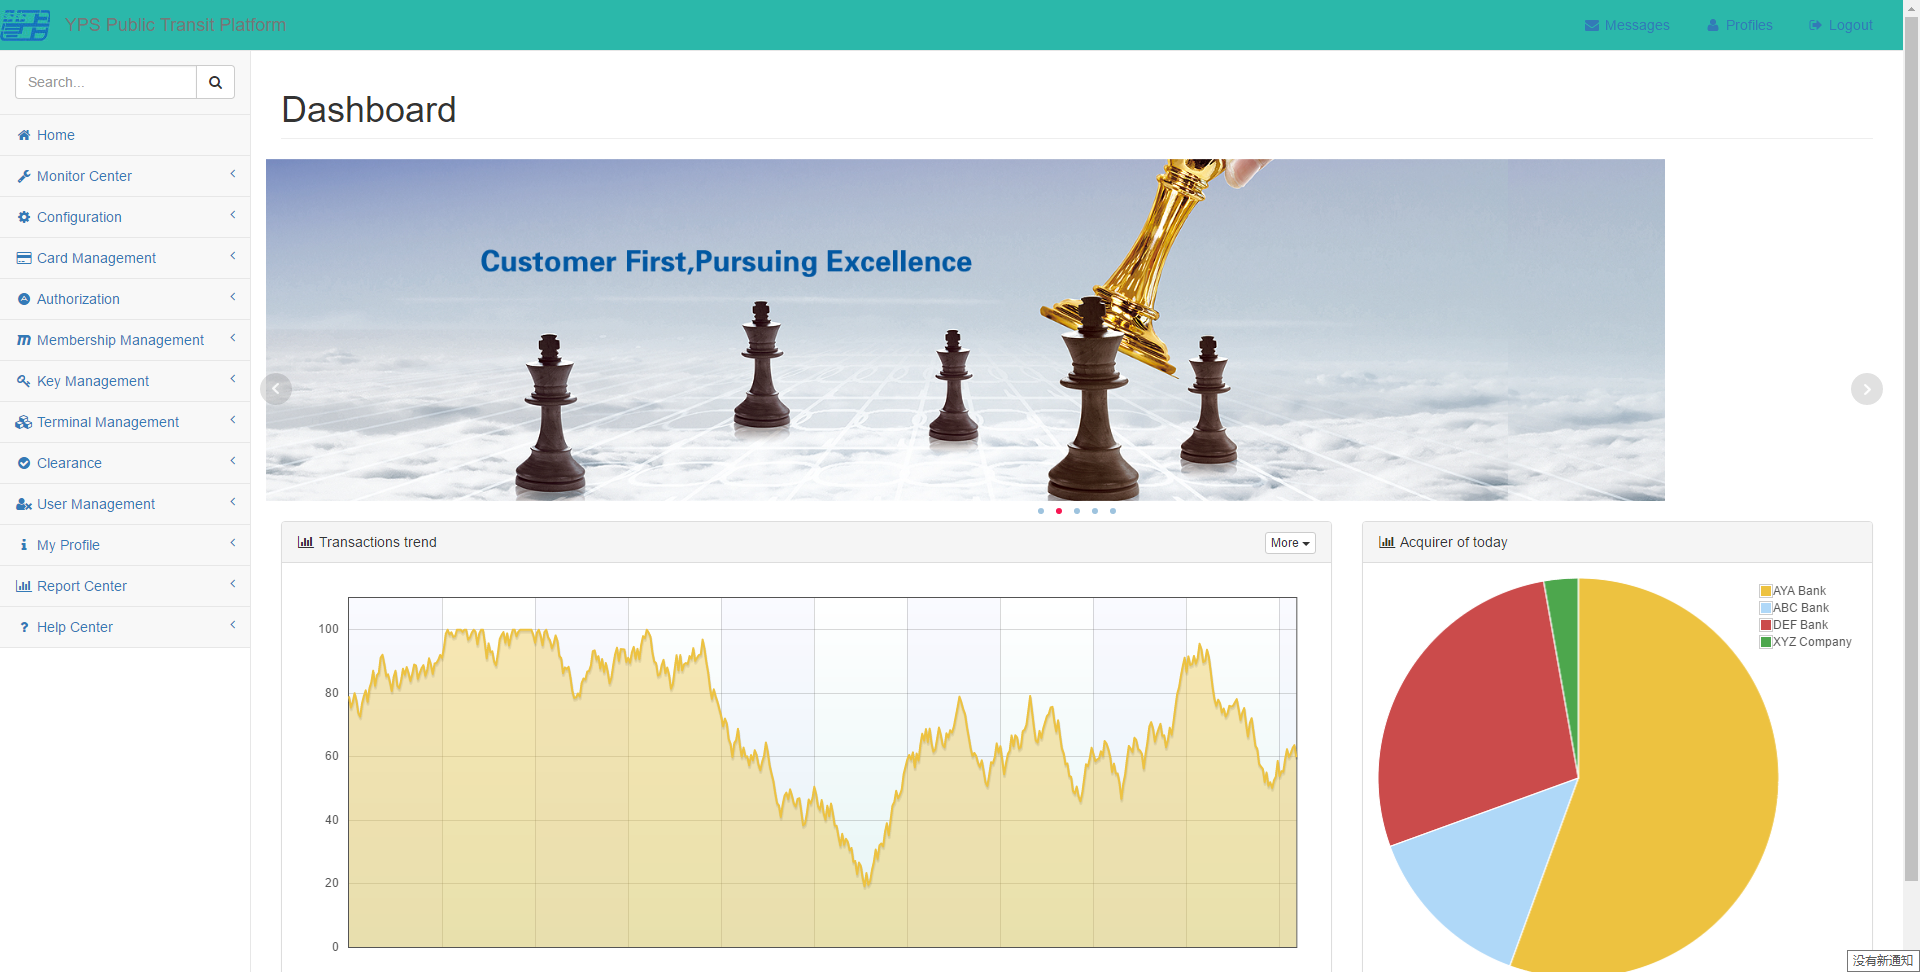 YPS Public Transit Platform
Messages
Profiles
Logout
Search...
Home
Monitor Center
Configuration
Card Management
Authorization
Membership Management
Key Management
Terminal Management
Clearance
User Management
My Profile
Report Center
Help Center
Dashboard
Customer First,Pursuing Excellence
Transactions trend
More
100
80
60
40
20
0
Acquirer of today
AYA Bank
ABC Bank
DEF Bank
XYZ Company
没有新通知